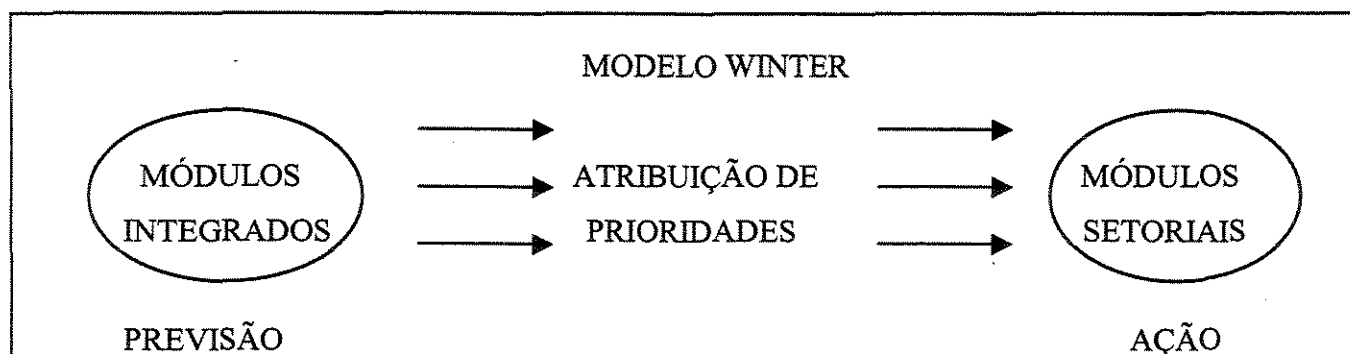 MODELO WINTER
MÓDULOS
INTEGRADOS
ATRIBUIÇÃO DE
PRIORIDADES
MÓDULOS
SETORIAIS
PREVISÃO
AÇÃO